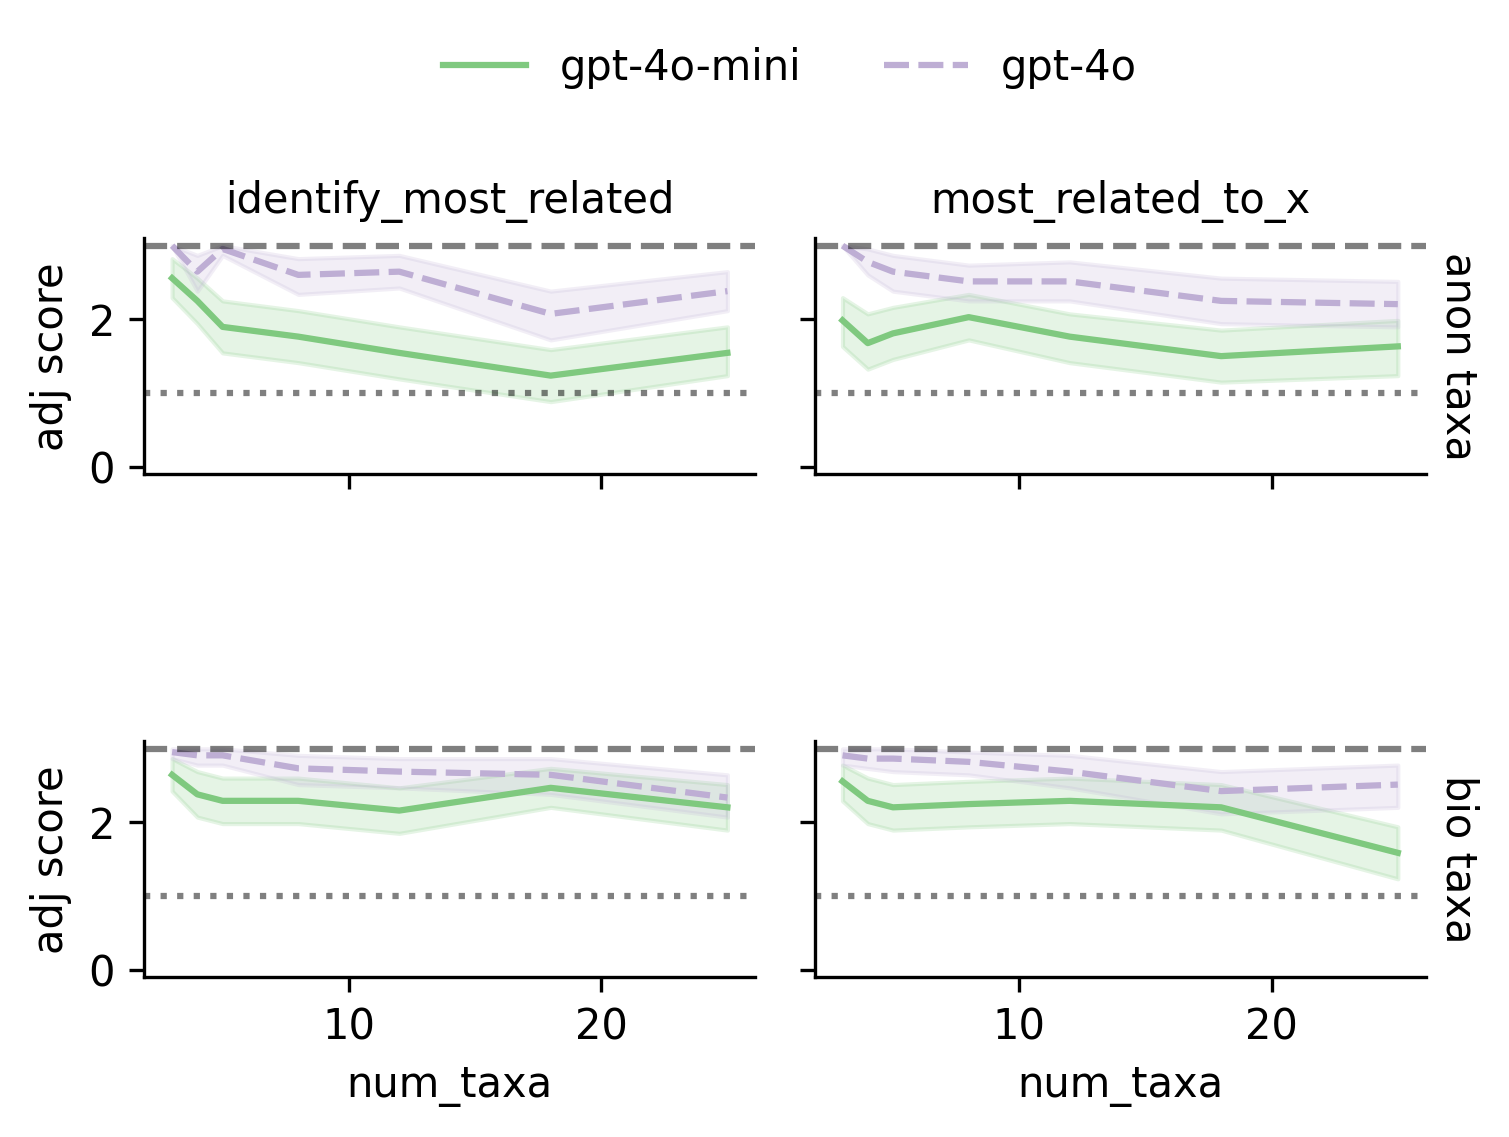 gpt-4o-mini gpt-4o
identify_most_related most_related_to_x
adj score
2
0
anon taxa
adj score
2
0
bio taxa
10 20 10 20
num_taxa num_taxa